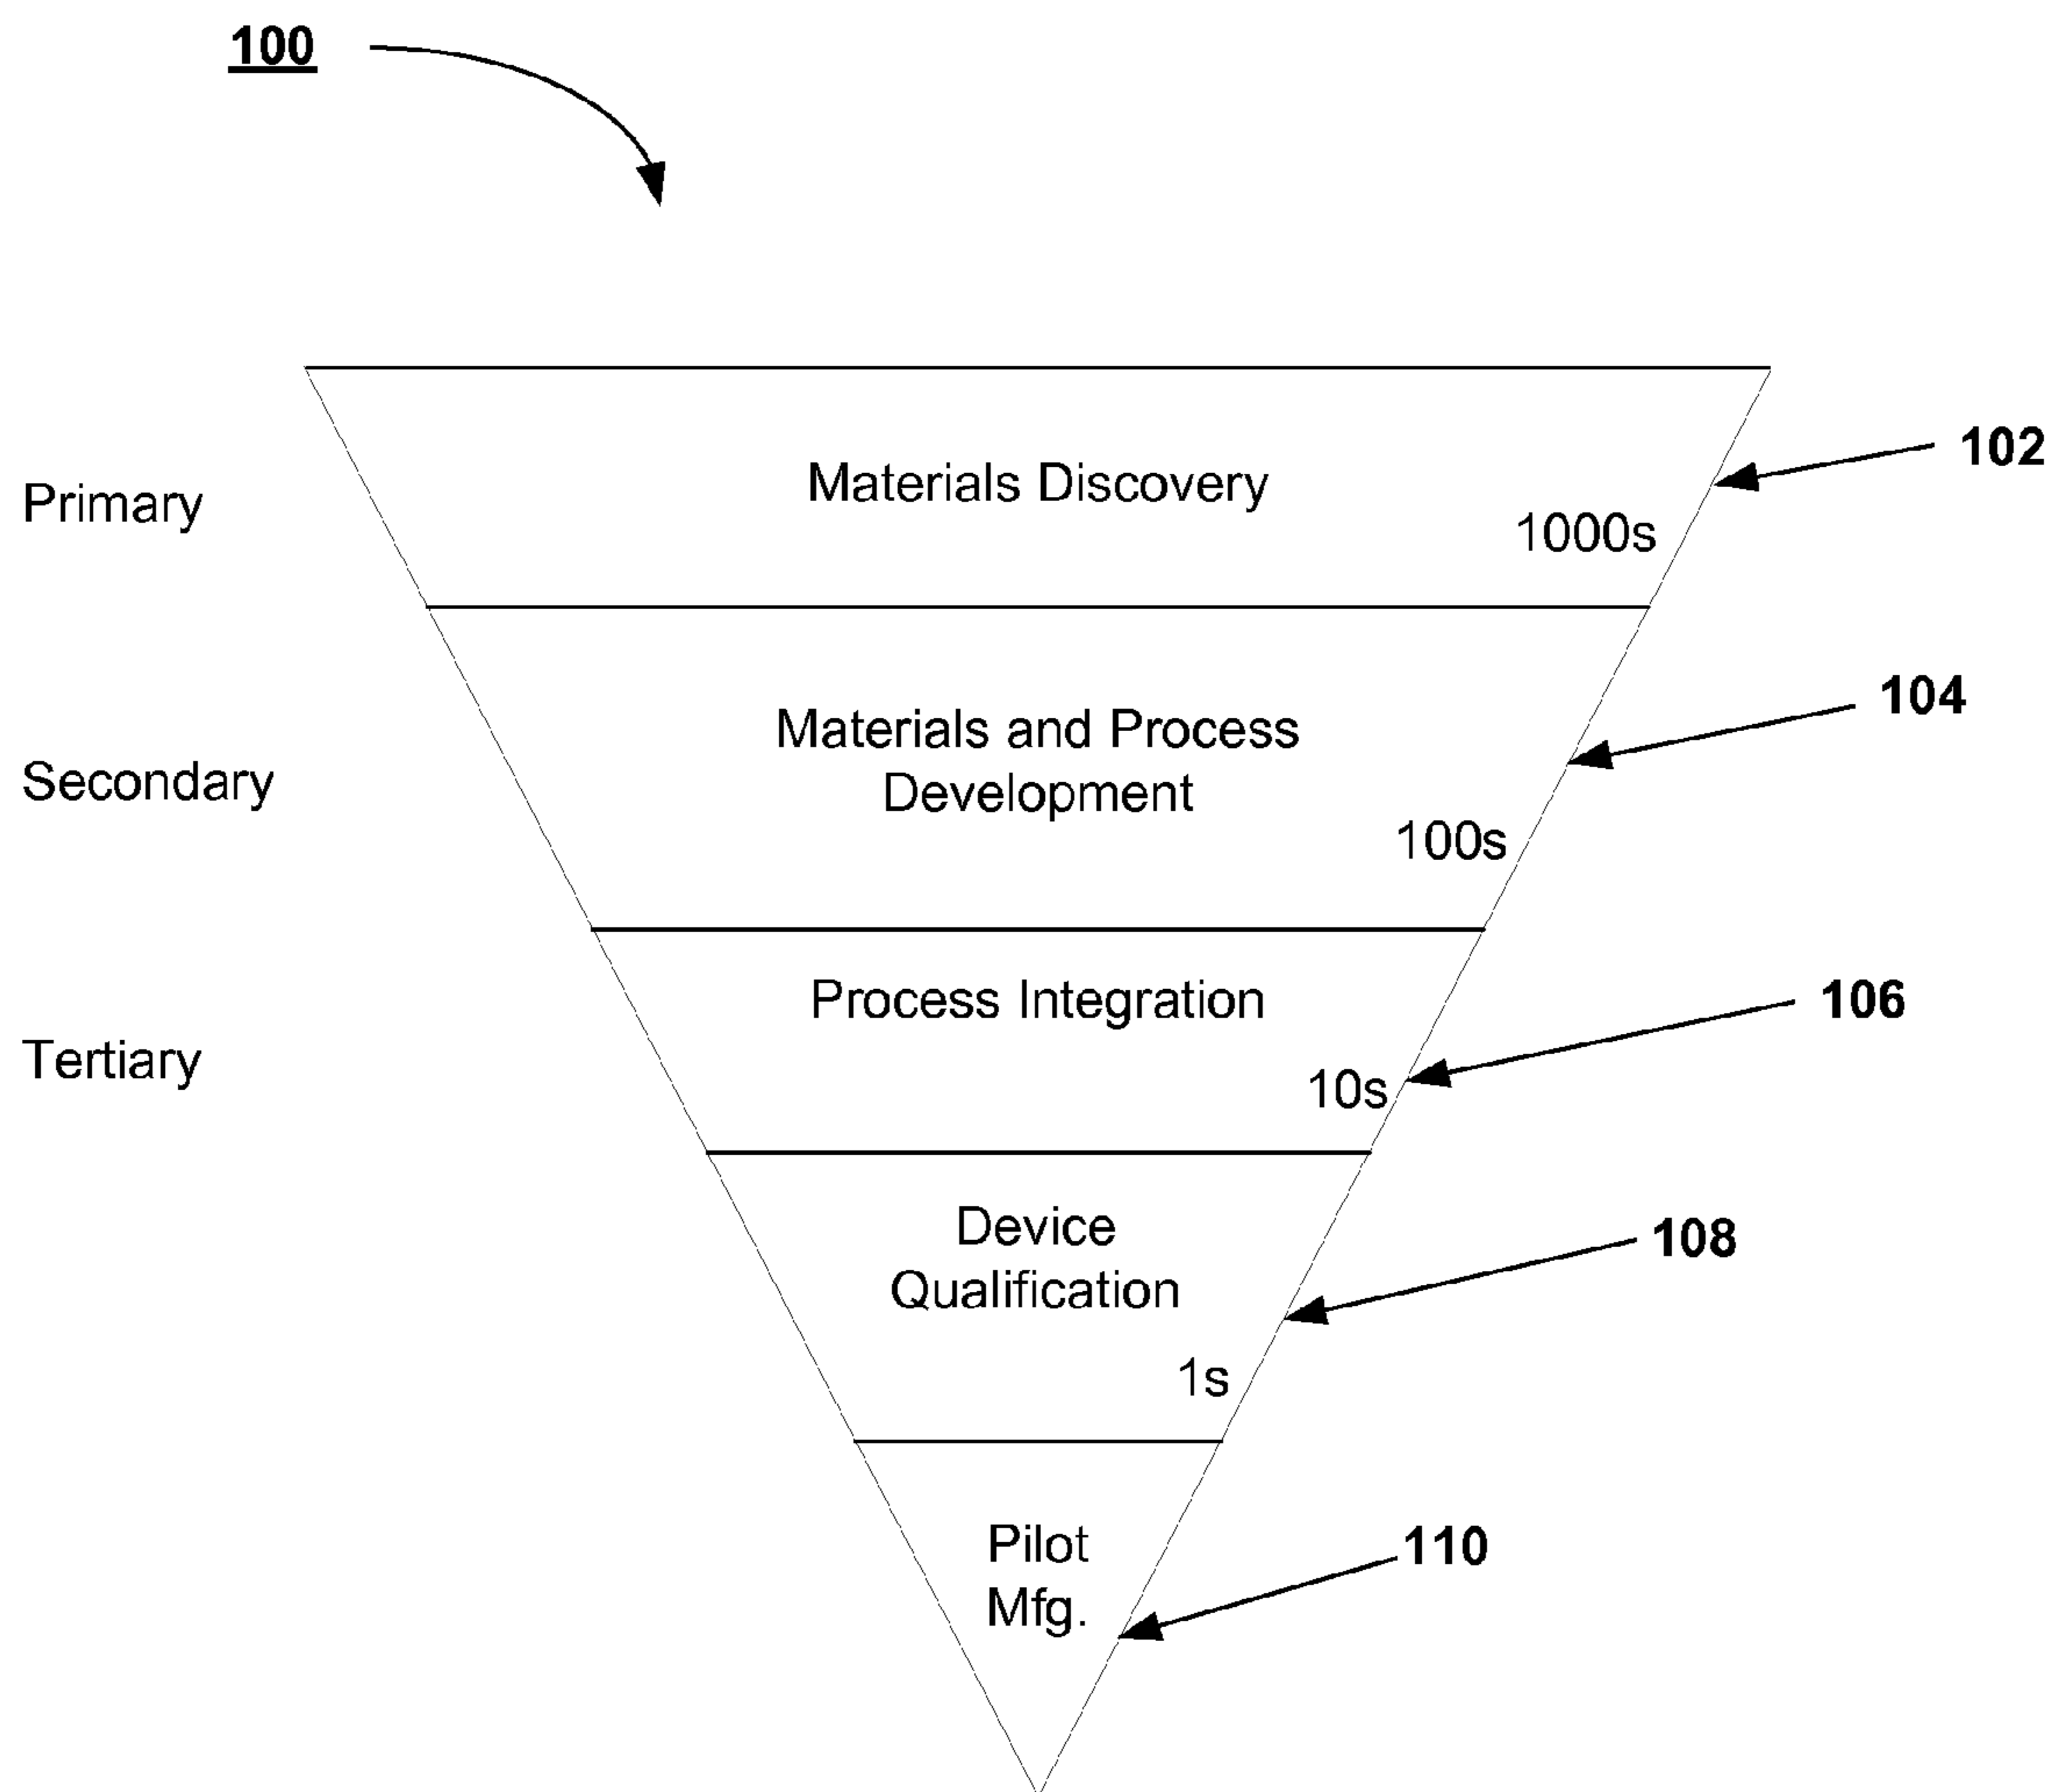 100
102
Primary
Materials Discovery
1000s
104
Secondary
Materials and Process
Development
100s
106
Tertiary
Process Integration
10s
108
Device
Qualification
1s
110
Pilot
Mfg.